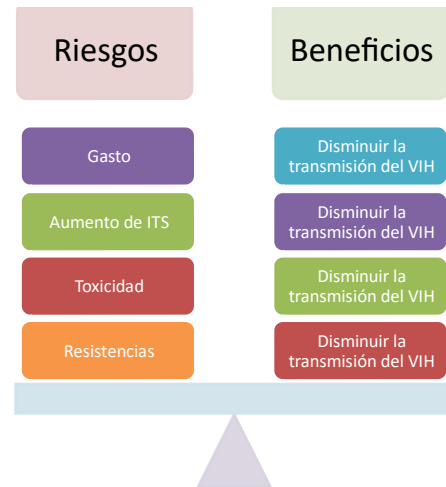 Riesgos
Gasto
Aumento de ITS
Toxicidad
Resistencias
Beneficios
Disminuir la
transmisión del VIH
Disminuir la
transmisión del VIH
Disminuir la
transmisión del VIH
Disminuir la
transmisión del VIH